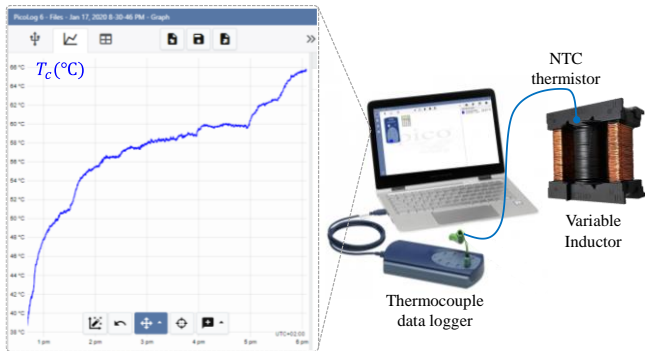 PicoLog 6 - Files - Jan 17, 2020 8-30-46 PM - Graph
T_c(°C)
66 °C
64 °C
62 °C
60 °C
58 °C
56 °C
54 °C
52 °C
50 °C
48 °C
46 °C
44 °C
42 °C
40 °C
38 °C
1 pm
2 pm
3 pm
4 pm
5 pm
6 pm
UTC+02:00
NTC
thermistor
pico
Variable
Inductor
Thermocouple
data logger